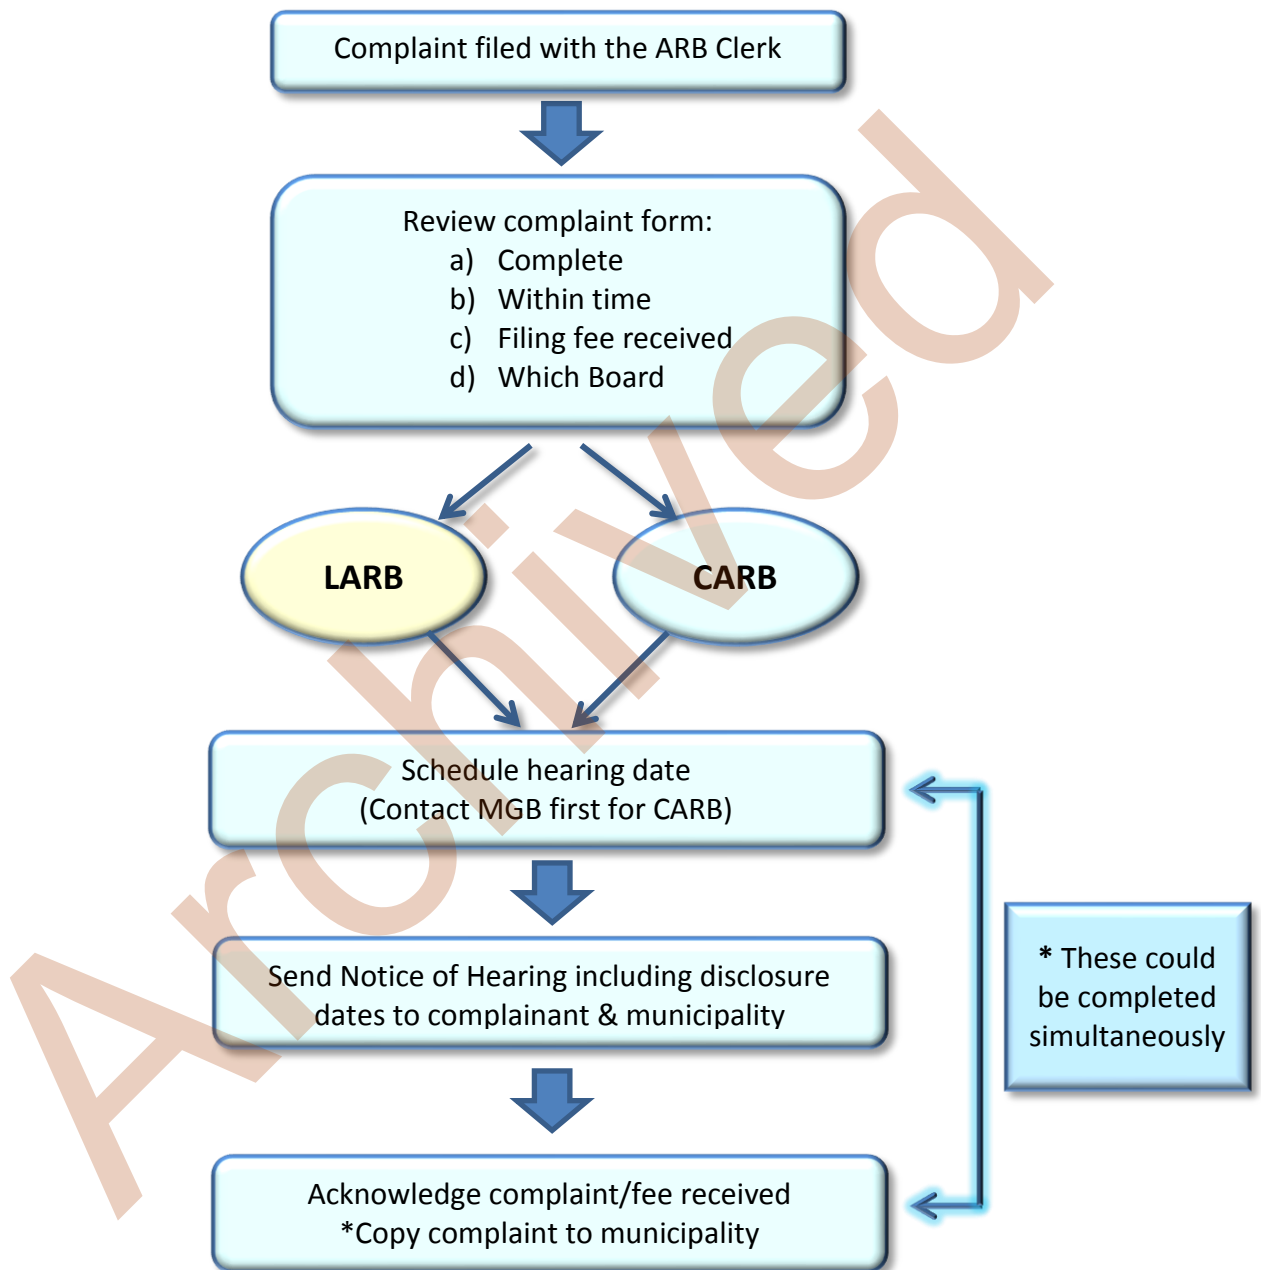 Complaint filed with the ARB Clerk
Review complaint form:
a) Complete
b) Within time
c) Filing fee received
d) Which Board
LARB
CARB
Schedule hearing date
(Contact MGB first for CARB)
Send Notice of Hearing including disclosure
dates to complainant & municipality
* These could
be completed
simultaneously
Acknowledge complaint/fee received
*Copy complaint to municipality
Archived